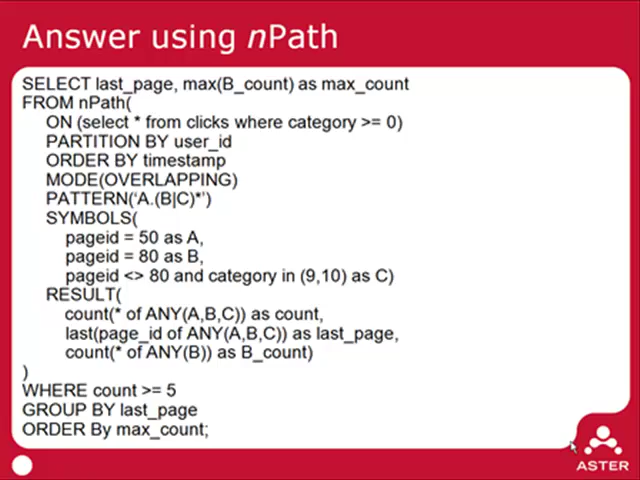 Answer using nPath
SELECT last_page, max(B_count) as max_count
FROM nPath(
ON (select * from clicks where category >= 0)
PARTITION BY user_id
ORDER BY timestamp
MODE(OVERLAPPING)
PATTERN(‘A.(B|C)*’)
SYMBOLS(
pageid = 50 as A,
pageid = 80 as B,
pageid <> 80 and category in (9,10) as C)
RESULT(
count(* of ANY(A,B,C)) as count,
last(page_id of ANY(A,B,C)) as last_page,
count(* of ANY(B)) as B_count)
)
WHERE count >= 5
GROUP BY last_page
ORDER By max_count;
ASTER